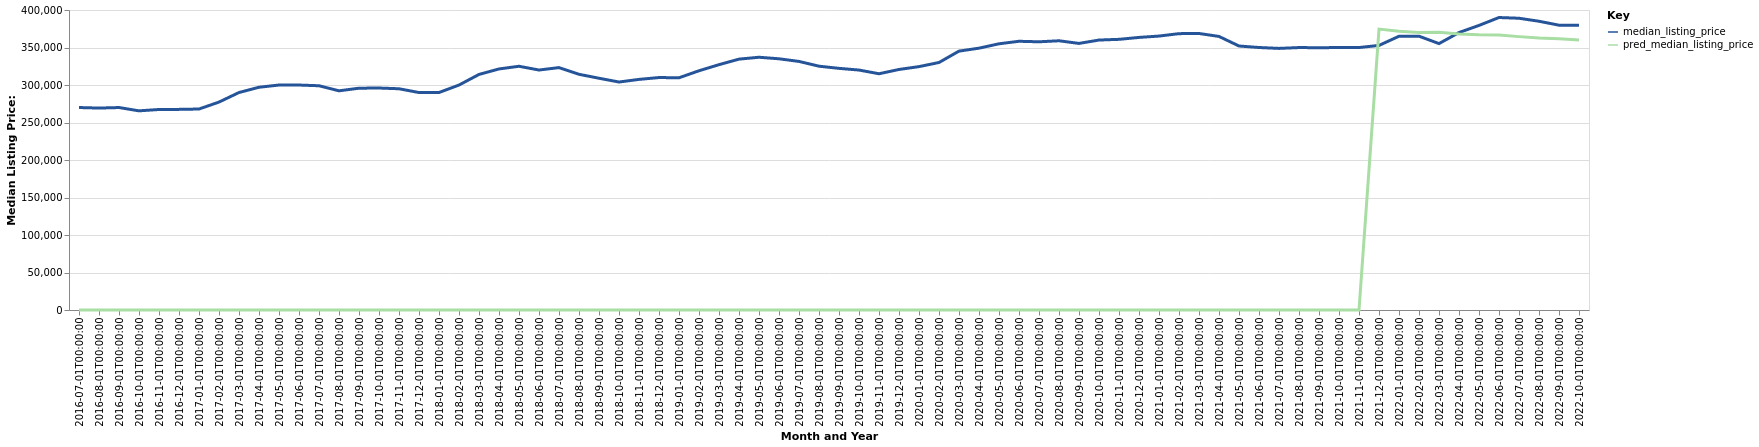 400,000
350,000
300,000
250,000
200,000
150,000
100,000
50,000
0
Median Listing Price:
2016-07-01T00:00:00
2016-08-01T00:00:00
2016-09-01T00:00:00
2016-10-01T00:00:00
2016-11-01T00:00:00
2016-12-01T00:00:00
2017-01-01T00:00:00
2017-02-01T00:00:00
2017-03-01T00:00:00
2017-04-01T00:00:00
2017-05-01T00:00:00
2017-06-01T00:00:00
2017-07-01T00:00:00
2017-08-01T00:00:00
2017-09-01T00:00:00
2017-10-01T00:00:00
2017-11-01T00:00:00
2017-12-01T00:00:00
2018-01-01T00:00:00
2018-02-01T00:00:00
2018-03-01T00:00:00
2018-04-01T00:00:00
2018-05-01T00:00:00
2018-06-01T00:00:00
2018-07-01T00:00:00
2018-08-01T00:00:00
2018-09-01T00:00:00
2018-10-01T00:00:00
2018-11-01T00:00:00
2018-12-01T00:00:00
2019-01-01T00:00:00
2019-02-01T00:00:00
2019-03-01T00:00:00
2019-04-01T00:00:00
2019-05-01T00:00:00
2019-06-01T00:00:00
2019-07-01T00:00:00
2019-08-01T00:00:00
2019-09-01T00:00:00
2019-10-01T00:00:00
2019-11-01T00:00:00
2019-12-01T00:00:00
2020-01-01T00:00:00
2020-02-01T00:00:00
2020-03-01T00:00:00
2020-04-01T00:00:00
2020-05-01T00:00:00
2020-06-01T00:00:00
2020-07-01T00:00:00
2020-08-01T00:00:00
2020-09-01T00:00:00
2020-10-01T00:00:00
2020-11-01T00:00:00
2020-12-01T00:00:00
2021-01-01T00:00:00
2021-02-01T00:00:00
2021-03-01T00:00:00
2021-04-01T00:00:00
2021-05-01T00:00:00
2021-06-01T00:00:00
2021-07-01T00:00:00
2021-08-01T00:00:00
2021-09-01T00:00:00
2021-10-01T00:00:00
2021-11-01T00:00:00
2021-12-01T00:00:00
2022-01-01T00:00:00
2022-02-01T00:00:00
2022-03-01T00:00:00
2022-04-01T00:00:00
2022-05-01T00:00:00
2022-06-01T00:00:00
2022-07-01T00:00:00
2022-08-01T00:00:00
2022-09-01T00:00:00
2022-10-01T00:00:00
Month and Year
Key
median_listing_price
pred_median_listing_price